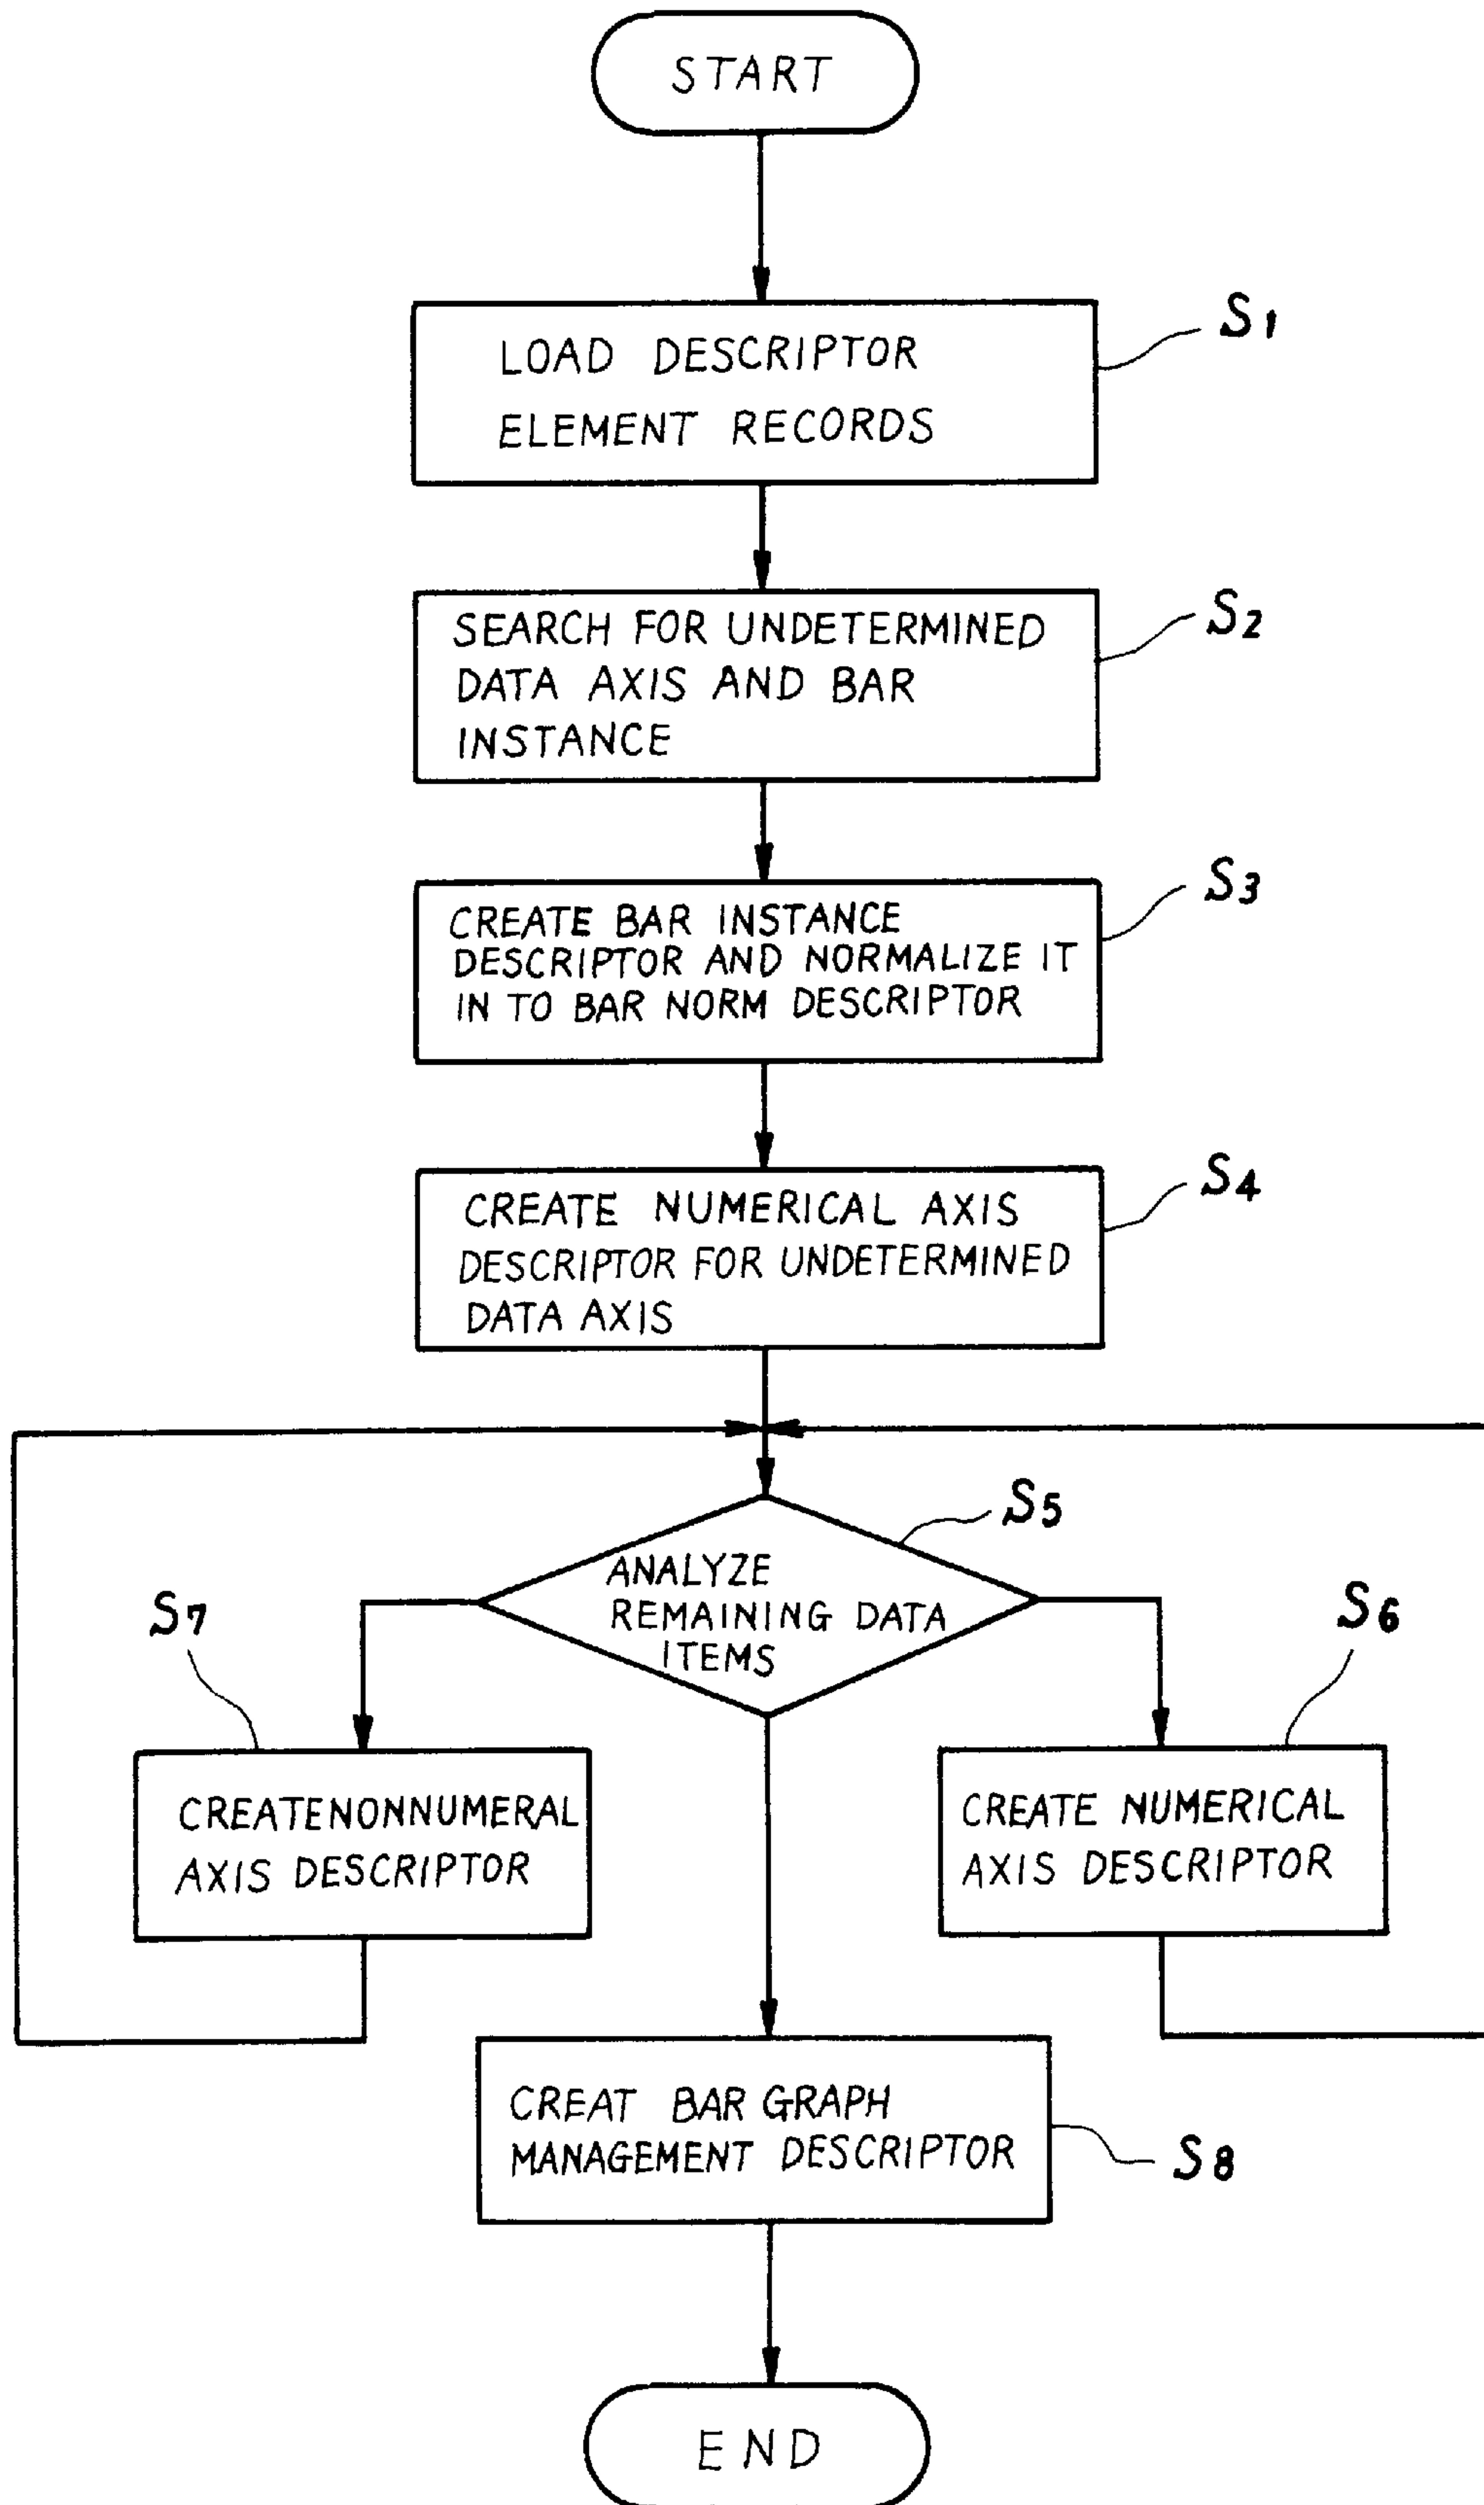 START
LOAD DESCRIPTOR
ELEMENT RECORDS
S1
SEARCH FOR UNDETERMINED
DATA AXIS AND BAR
INSTANCE
S2
CREATE BAR INSTANCE
DESCRIPTOR AND NORMALIZE IT
IN TO BAR NORM DESCRIPTOR
S3
CREATE NUMERICAL AXIS
DESCRIPTOR FOR UNDETERMINED
DATA AXIS
S4
ANALYZE
REMAINING DATA
ITEMS
S5
S7
CREATENONNUMERAL
AXIS DESCRIPTOR
S6
CREATE NUMERICAL
AXIS DESCRIPTOR
CREAT BAR GRAPH
MANAGEMENT DESCRIPTOR
S8
END